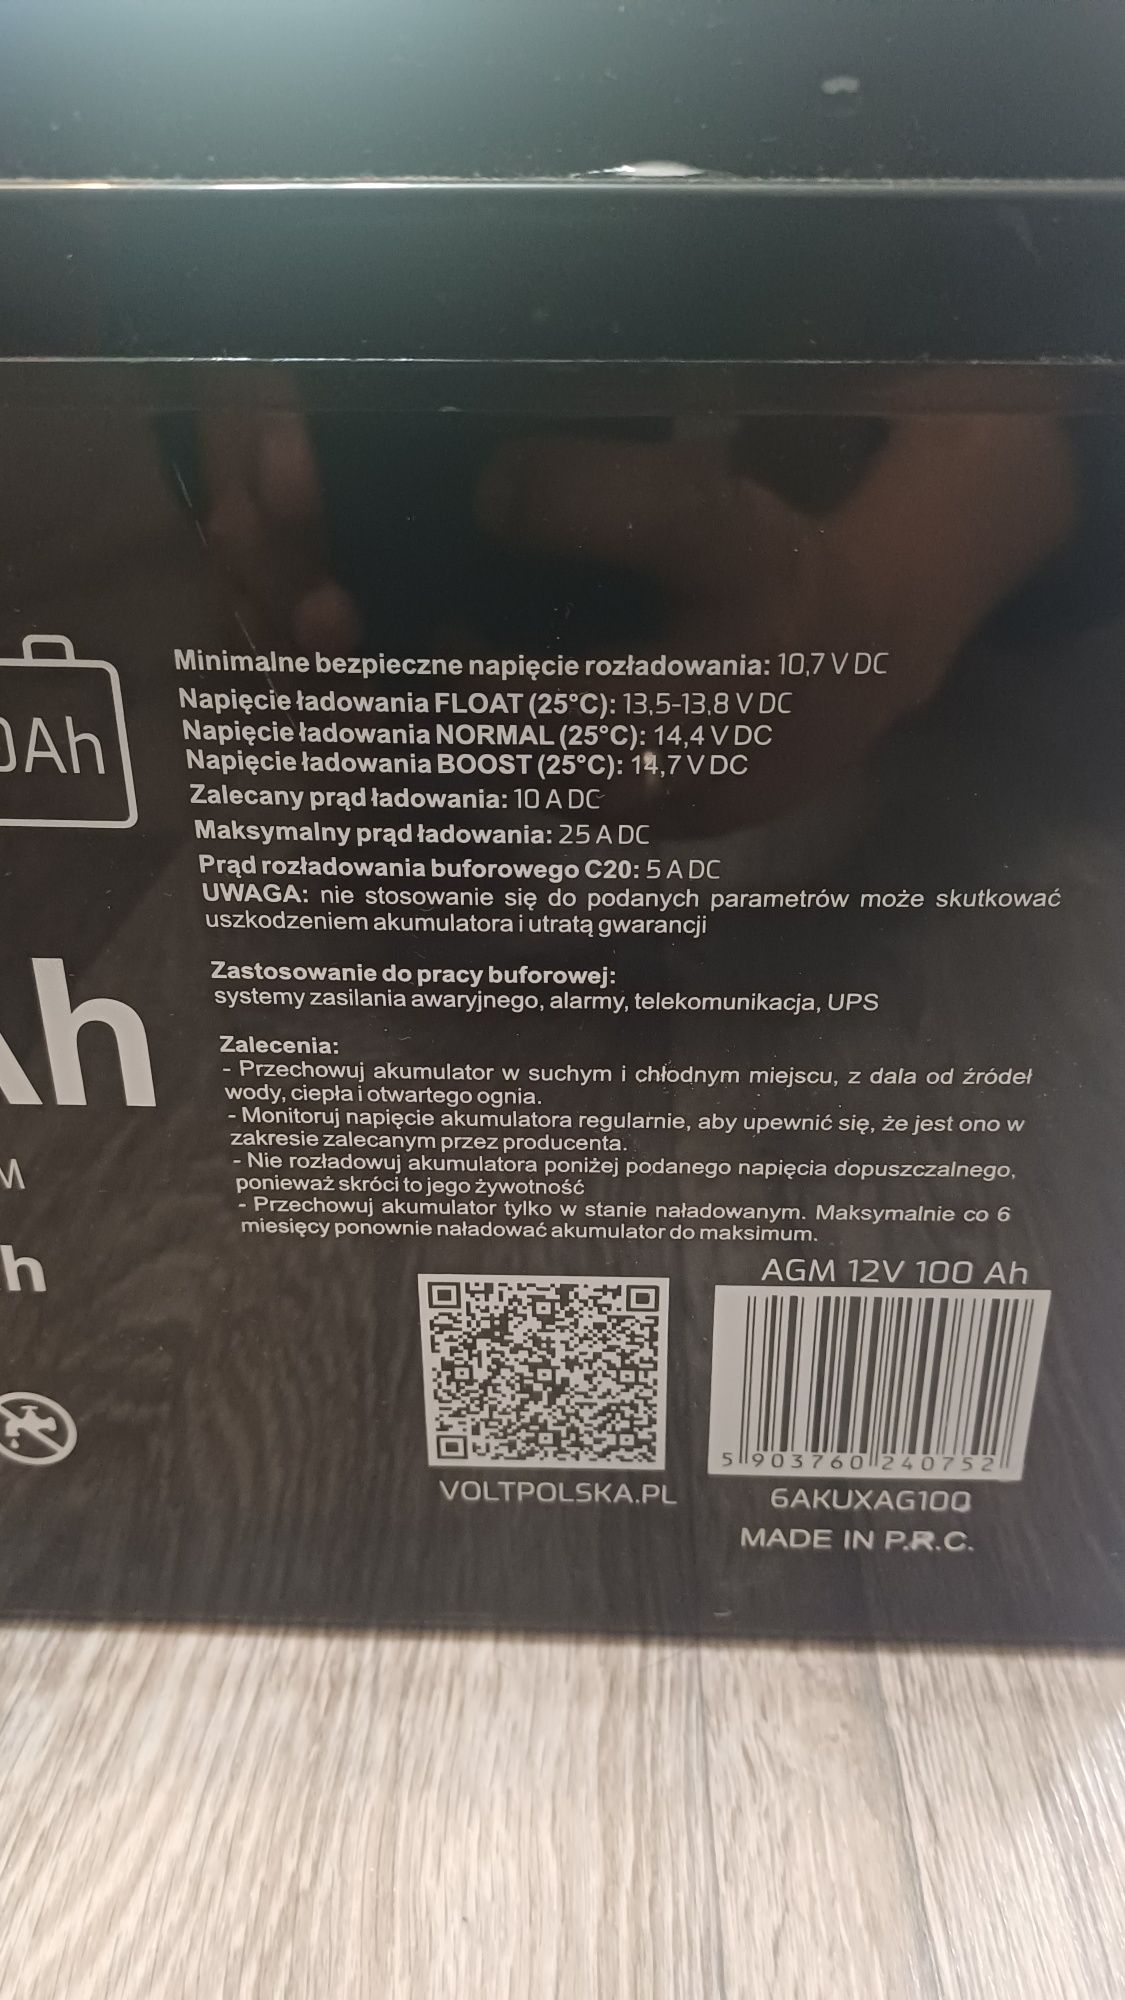 Minimalne bezpieczne napięcie rozładowania: 10,7 V DC
Napięcie ładowania FLOAT (25°C): 13,5-13,8 V DC
Napięcie ładowania NORMAL (25°C): 14,4 V DC
Napięcie ładowania BOOST (25°C): 14,7 V DC
Zalecany prąd ładowania: 10 A DC
Maksymalny prąd ładowania: 25 A DC
Prąd rozładowania buforowego C20: 5 A DC
UWAGA: nie stosowanie się do podanych parametrów może skutkować
uszkodzeniem akumulatora i utratą gwarancji
Zastosowanie do pracy buforowej:
systemy zasilania awaryjnego, alarmy, telekomunikacja, UPS
Zalecenia:
- Przechowuj akumulator w suchym i chłodnym miejscu, z dala od źródeł
wody, ciepła i otwartego ognia.
- Monitoruj napięcie akumulatora regularnie, aby upewnić się, że jest ono w
zakresie zalecanym przez producenta.
- Nie rozładowuj akumulatora poniżej podanego napięcia dopuszczalnego,
ponieważ skróci to jego żywotność
- Przechowuj akumulator tylko w stanie naładowanym. Maksymalnie co 6
miesięcy ponownie naładować akumulator do maksimum.
0Ah
Ah
M
h
AGM 12V 100 Ah
5 903760 240752
VOLTPOLSKA.PL
6AKUXAG100
MADE IN P.R.C.